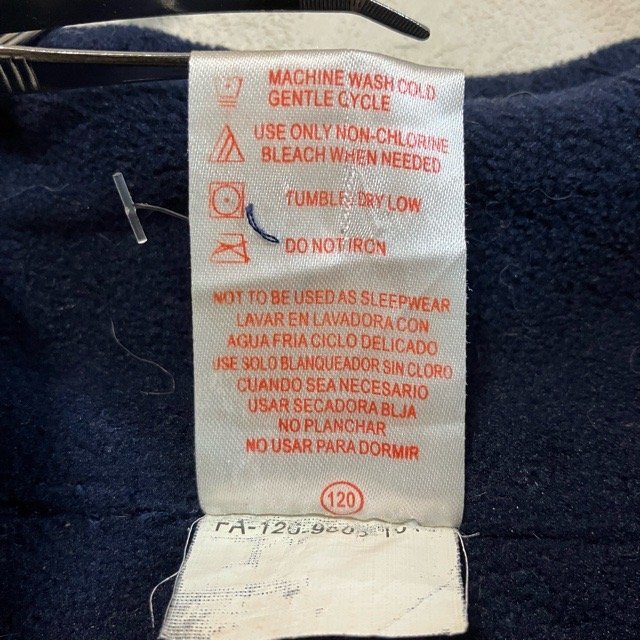 MACHINE WASH COLD
GENTLE CYCLE
USE ONLY NON-CHLORINE
BLEACH WHEN NEEDED
TUMBLE DRY LOW
DO NOT IRON
NOT TO BE USED AS SLEEPWEAR
LAVAR EN LAVADORA CON
AGUA FRIA CICLO DELICADO
USE SOLO BLANQUEADOR SIN CLORO
CUANDO SEA NECESARIO
USAR SECADORA BLJA
NO PLANCHAR
NO USAR PARA DORMIR
120